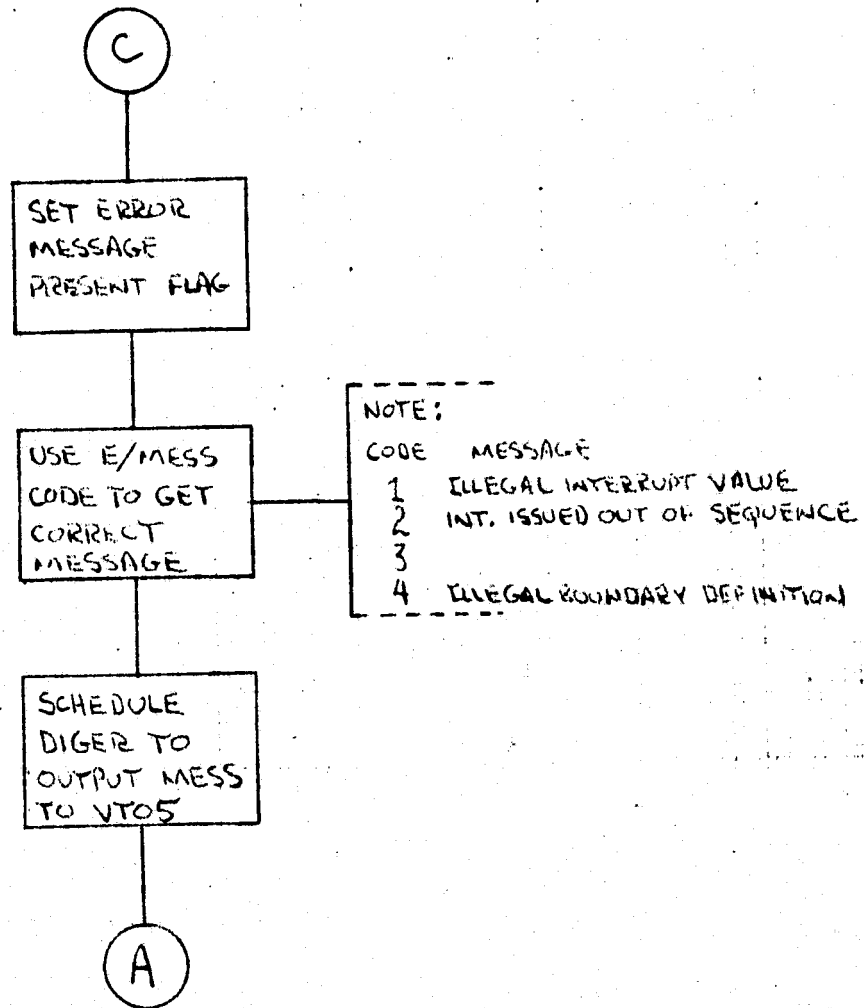 C
SET ERROR
MESSAGE
PRESENT FLAG
USE E/MESS
CODE TO GET
CORRECT
MESSAGE
NOTE:
CODE MESSAGE
1 ILLEGAL INTERRUPT VALUE
2 INT. ISSUED OUT OF SEQUENCE
3
4 ILLEGAL BOUNDARY DEFINITION
SCHEDULE
DIGER TO
OUTPUT MESS
TO VT05
A